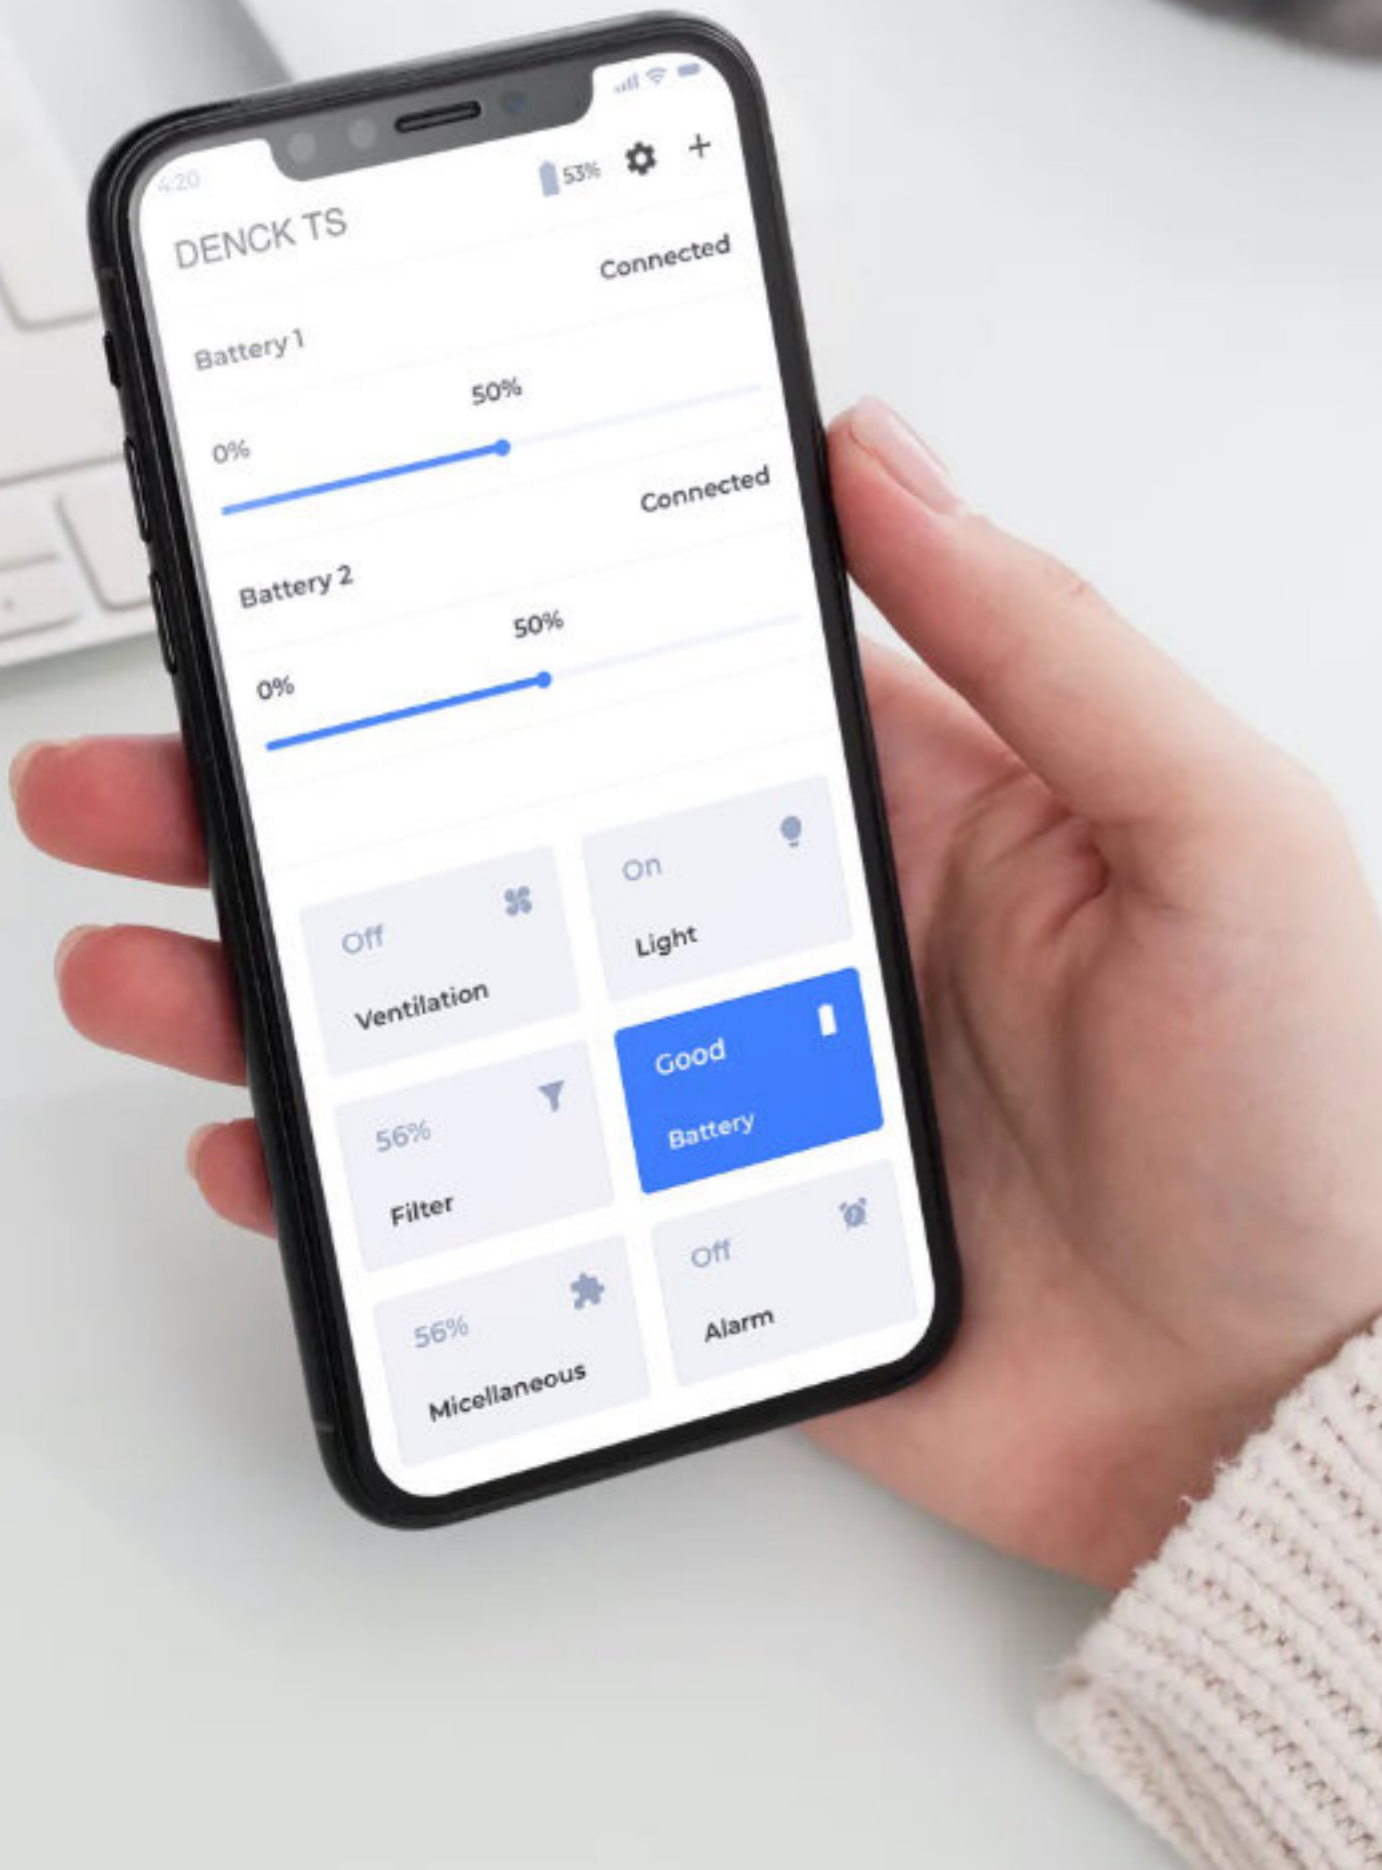 4:20
53%
DENCK TS
Connected
Battery 1
50%
0%
Connected
Battery 2
50%
0%
Off
Ventilation
On
Light
56%
Filter
Good
Battery
56%
Micellaneous
Off
Alarm